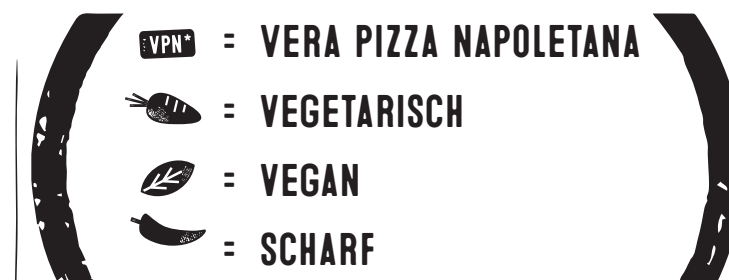 VPN* = VERA PIZZA NAPOLETANA
= VEGETARISCH
= VEGAN
= SCHARF